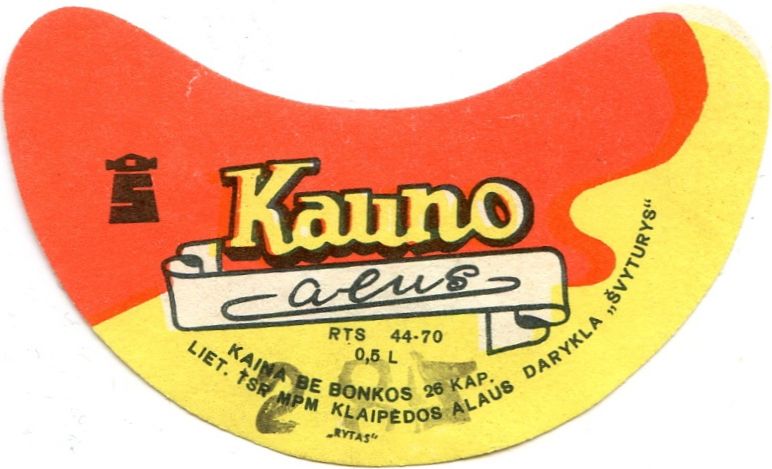 Š
Kauno
alus
RTS 44-70
0,5 L
KAINA BE BONKOS 26 KAP.
LIET. TSR MPM KLAIPĖDOS ALAUS DARYKLA „ŠVYTURYS“
„RYTAS“